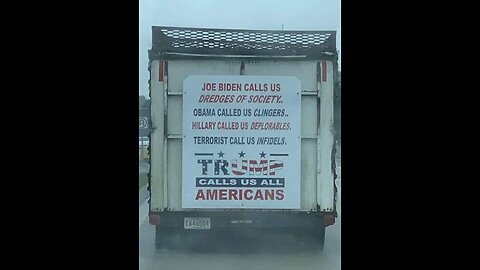 JOE BIDEN CALLS US
DREDGES OF SOCIETY..
OBAMA CALLED US CLINGERS..
HILLARY CALLED US DEPLORABLES.
TERRORIST CALL US INFIDELS.
TRUMP
CALLS US ALL
AMERICANS